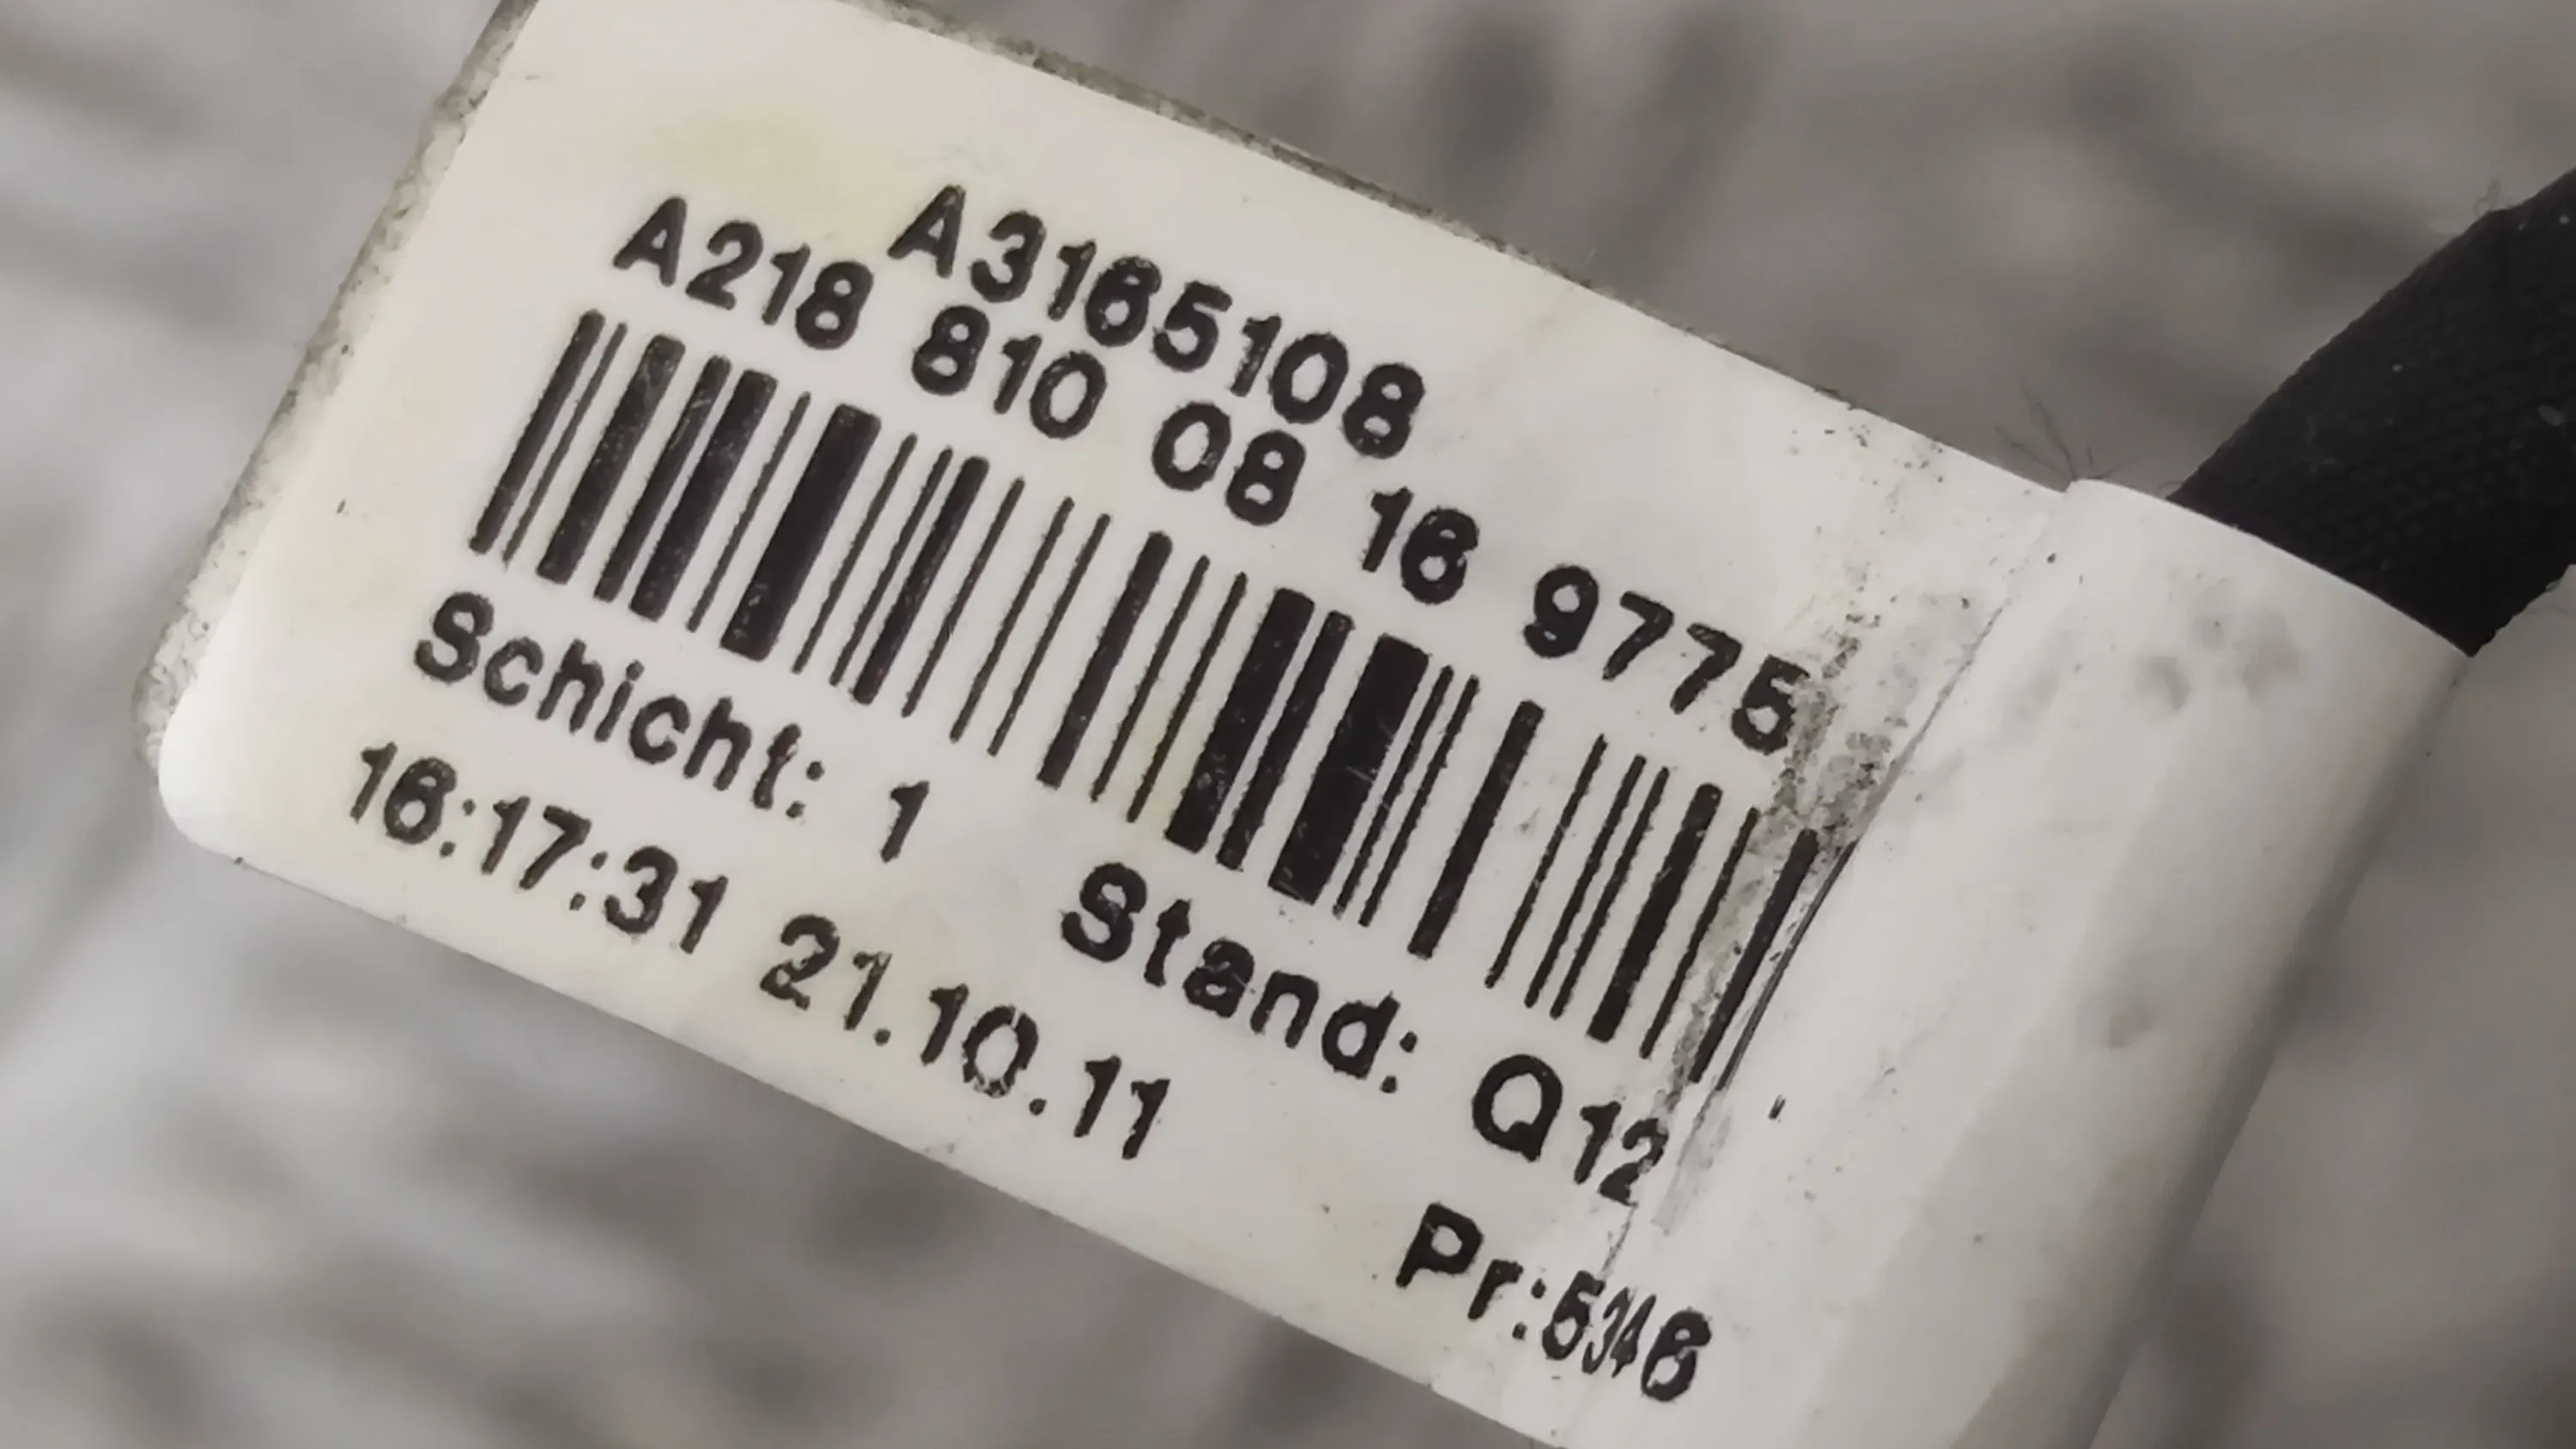 A3165108
A218 810 08 16 9775
Schicht: 1 Stand: Q12
16:17:31 21.10.11 Pr:5346